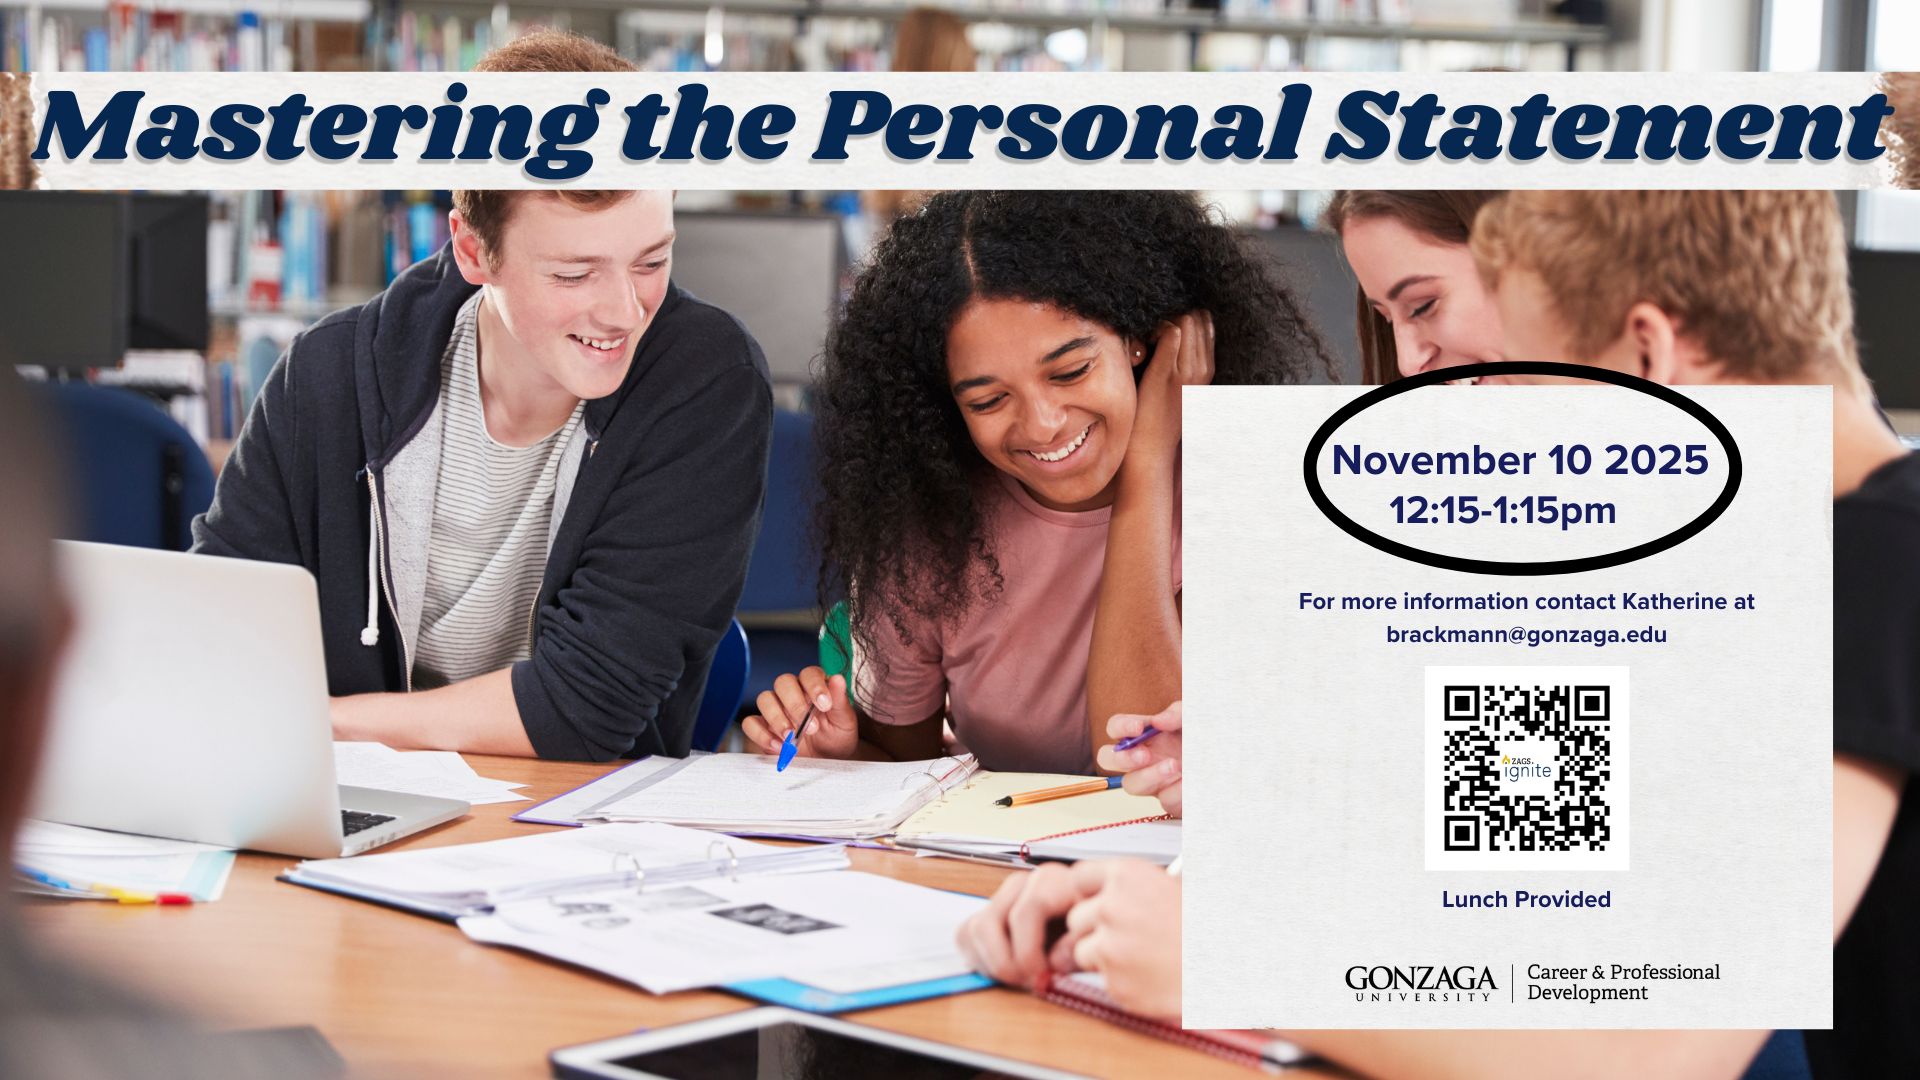 Mastering the Personal Statement
November 10 2025
12:15-1:15pm
For more information contact Katherine at
brackmann@gonzaga.edu
ZAGS
ignite
Lunch Provided
GONZAGA
UNIVERSITY
Career & Professional
Development